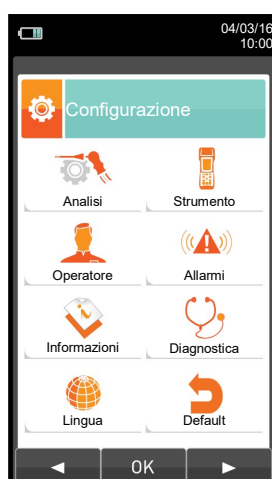 04/03/16
10:00
Configurazione
Analisi
Strumento
Operatore
Allarmi
Informazioni
Diagnostica
Lingua
Default
OK